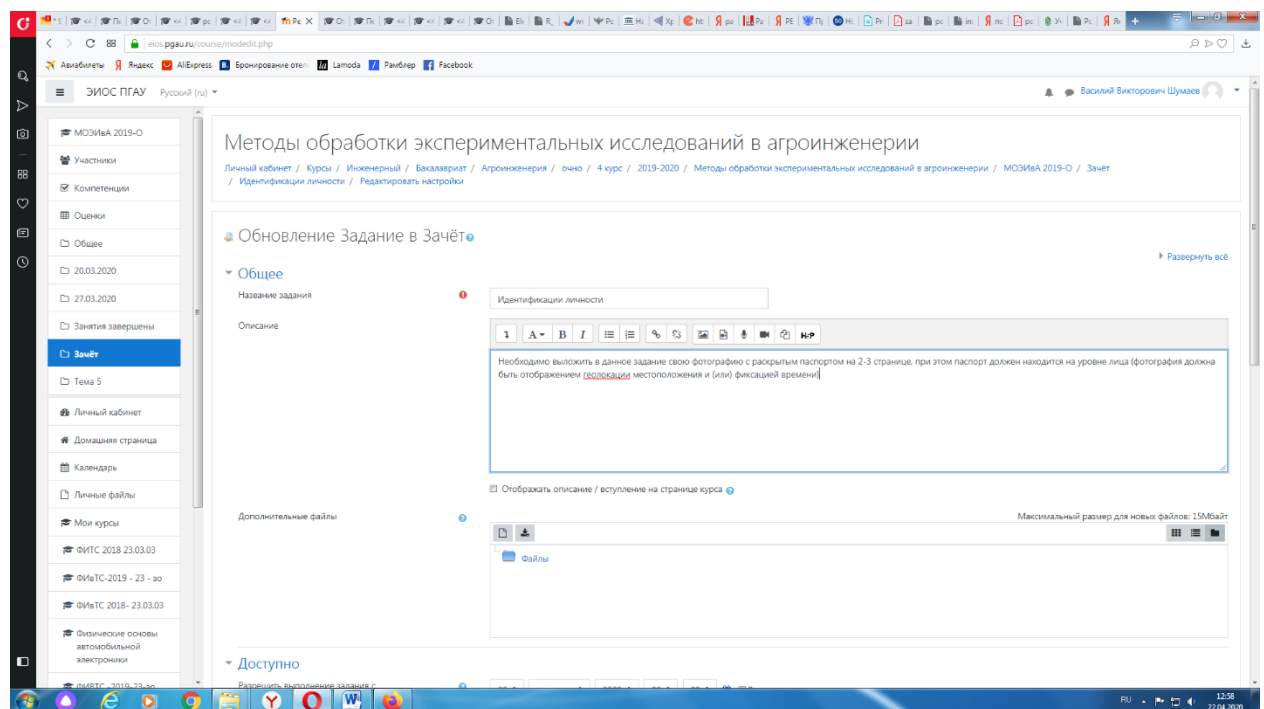 eios.pgau.ru/course/modedit.php
Авиабилеты Яндекс AliExpress Бронирование отел Lamoda Рамблер Facebook
ЭИОС ПГАУ Русский (ru)
Василий Викторович Шумаев
МОЭИвА 2019-О
Участники
Компетенции
Оценки
Общее
20.03.2020
27.03.2020
Занятия завершены
Зачёт
Тема 5
Личный кабинет
Домашняя страница
Календарь
Личные файлы
Мои курсы
ФИТС 2018 23.03.03
ФИвТС-2019 - 23 - зо
ФИвТС 2018- 23.03.03
Физические основы
автомобильной
электроники
Методы обработки экспериментальных исследований в агроинженерии
Личный кабинет / Курсы / Инженерный / Бакалавриат / Агроинженерия / очно / 4 курс / 2019-2020 / Методы обработки экспериментальных исследований в агроинженерии / МОЭИвА 2019-О / Зачёт
/ Идентификации личности / Редактировать настройки
Обновление Задание в Зачёт
Развернуть всё
Общее
Название задания
Идентификации личности
Описание
Необходимо выложить в данное задание свою фотографию с раскрытым паспортом на 2-3 странице, при этом паспорт должен находится на уровне лица (фотография должна
быть отображением геолокации местоположения и (или) фиксацией времени)
Отображать описание / вступление на странице курса
Дополнительные файлы
Максимальный размер для новых файлов: 15Мбайт
Файлы
Доступно
Разрешить выполнение задания с
RU
12:58
22.04.2020